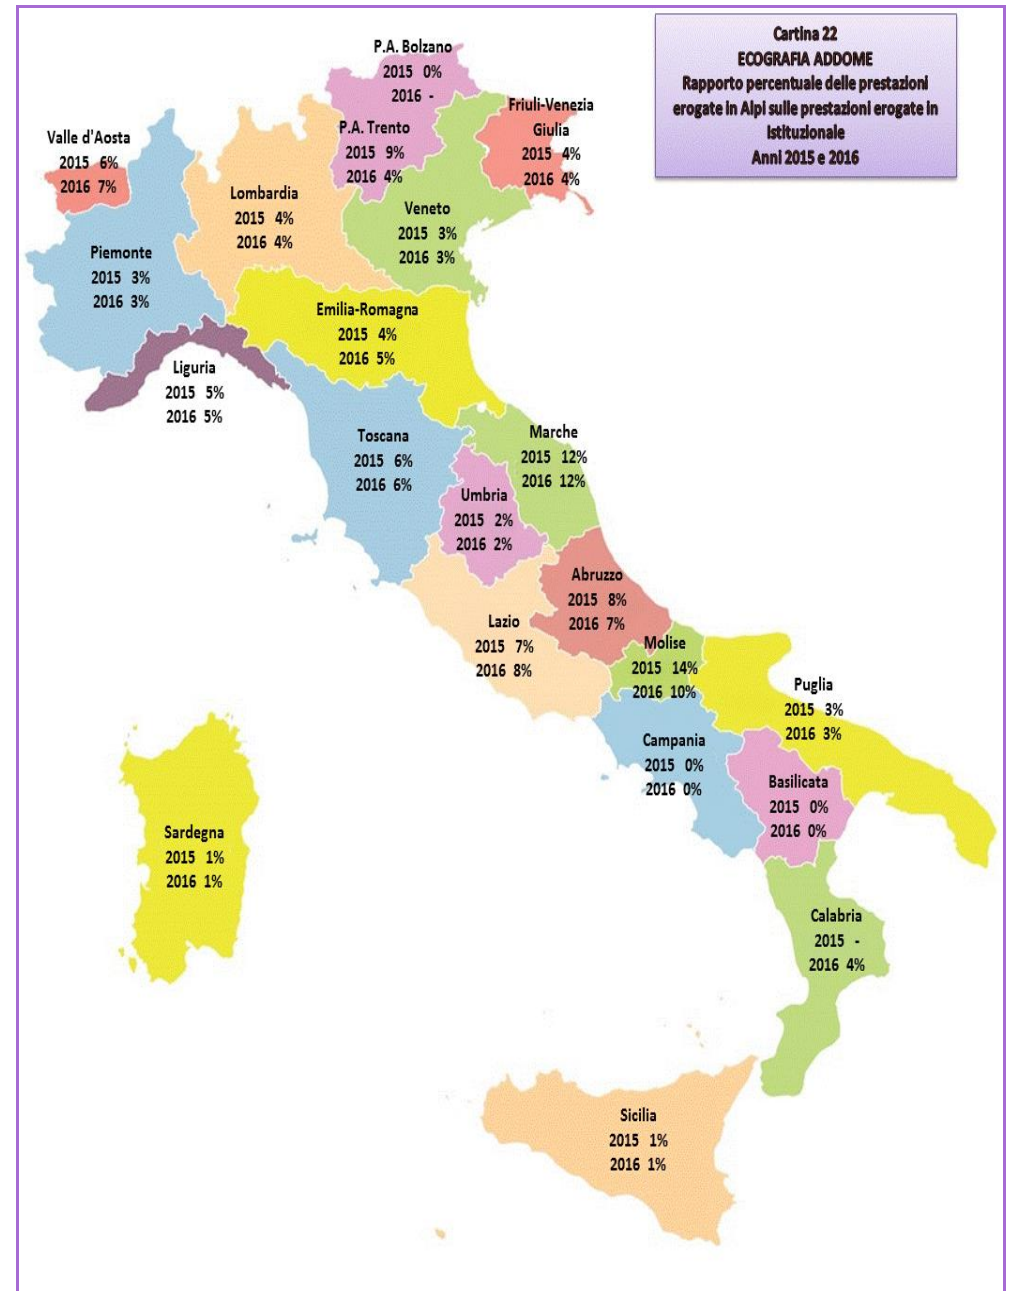 Cartina 22
ECOGRAFIA ADDOME
Rapporto percentuale delle prestazioni
erogate in Alpi sulle prestazioni erogate in
Istituzionale
Anni 2015 e 2016
P.A. Bolzano
2015 0%
2016 -
Friuli-Venezia
Giulia
2015 4%
2016 4%
P.A. Trento
2015 9%
2016 4%
Valle d'Aosta
2015 6%
2016 7%
Lombardia
2015 4%
2016 4%
Veneto
2015 3%
2016 3%
Piemonte
2015 3%
2016 3%
Emilia-Romagna
2015 4%
2016 5%
Liguria
2015 5%
2016 5%
Toscana
2015 6%
2016 6%
Marche
2015 12%
2016 12%
Umbria
2015 2%
2016 2%
Abruzzo
2015 8%
2016 7%
Lazio
2015 7%
2016 8%
Molise
2015 14%
2016 10%
Puglia
2015 3%
2016 3%
Campania
2015 0%
2016 0%
Basilicata
2015 0%
2016 0%
Sardegna
2015 1%
2016 1%
Calabria
2015 -
2016 4%
Sicilia
2015 1%
2016 1%